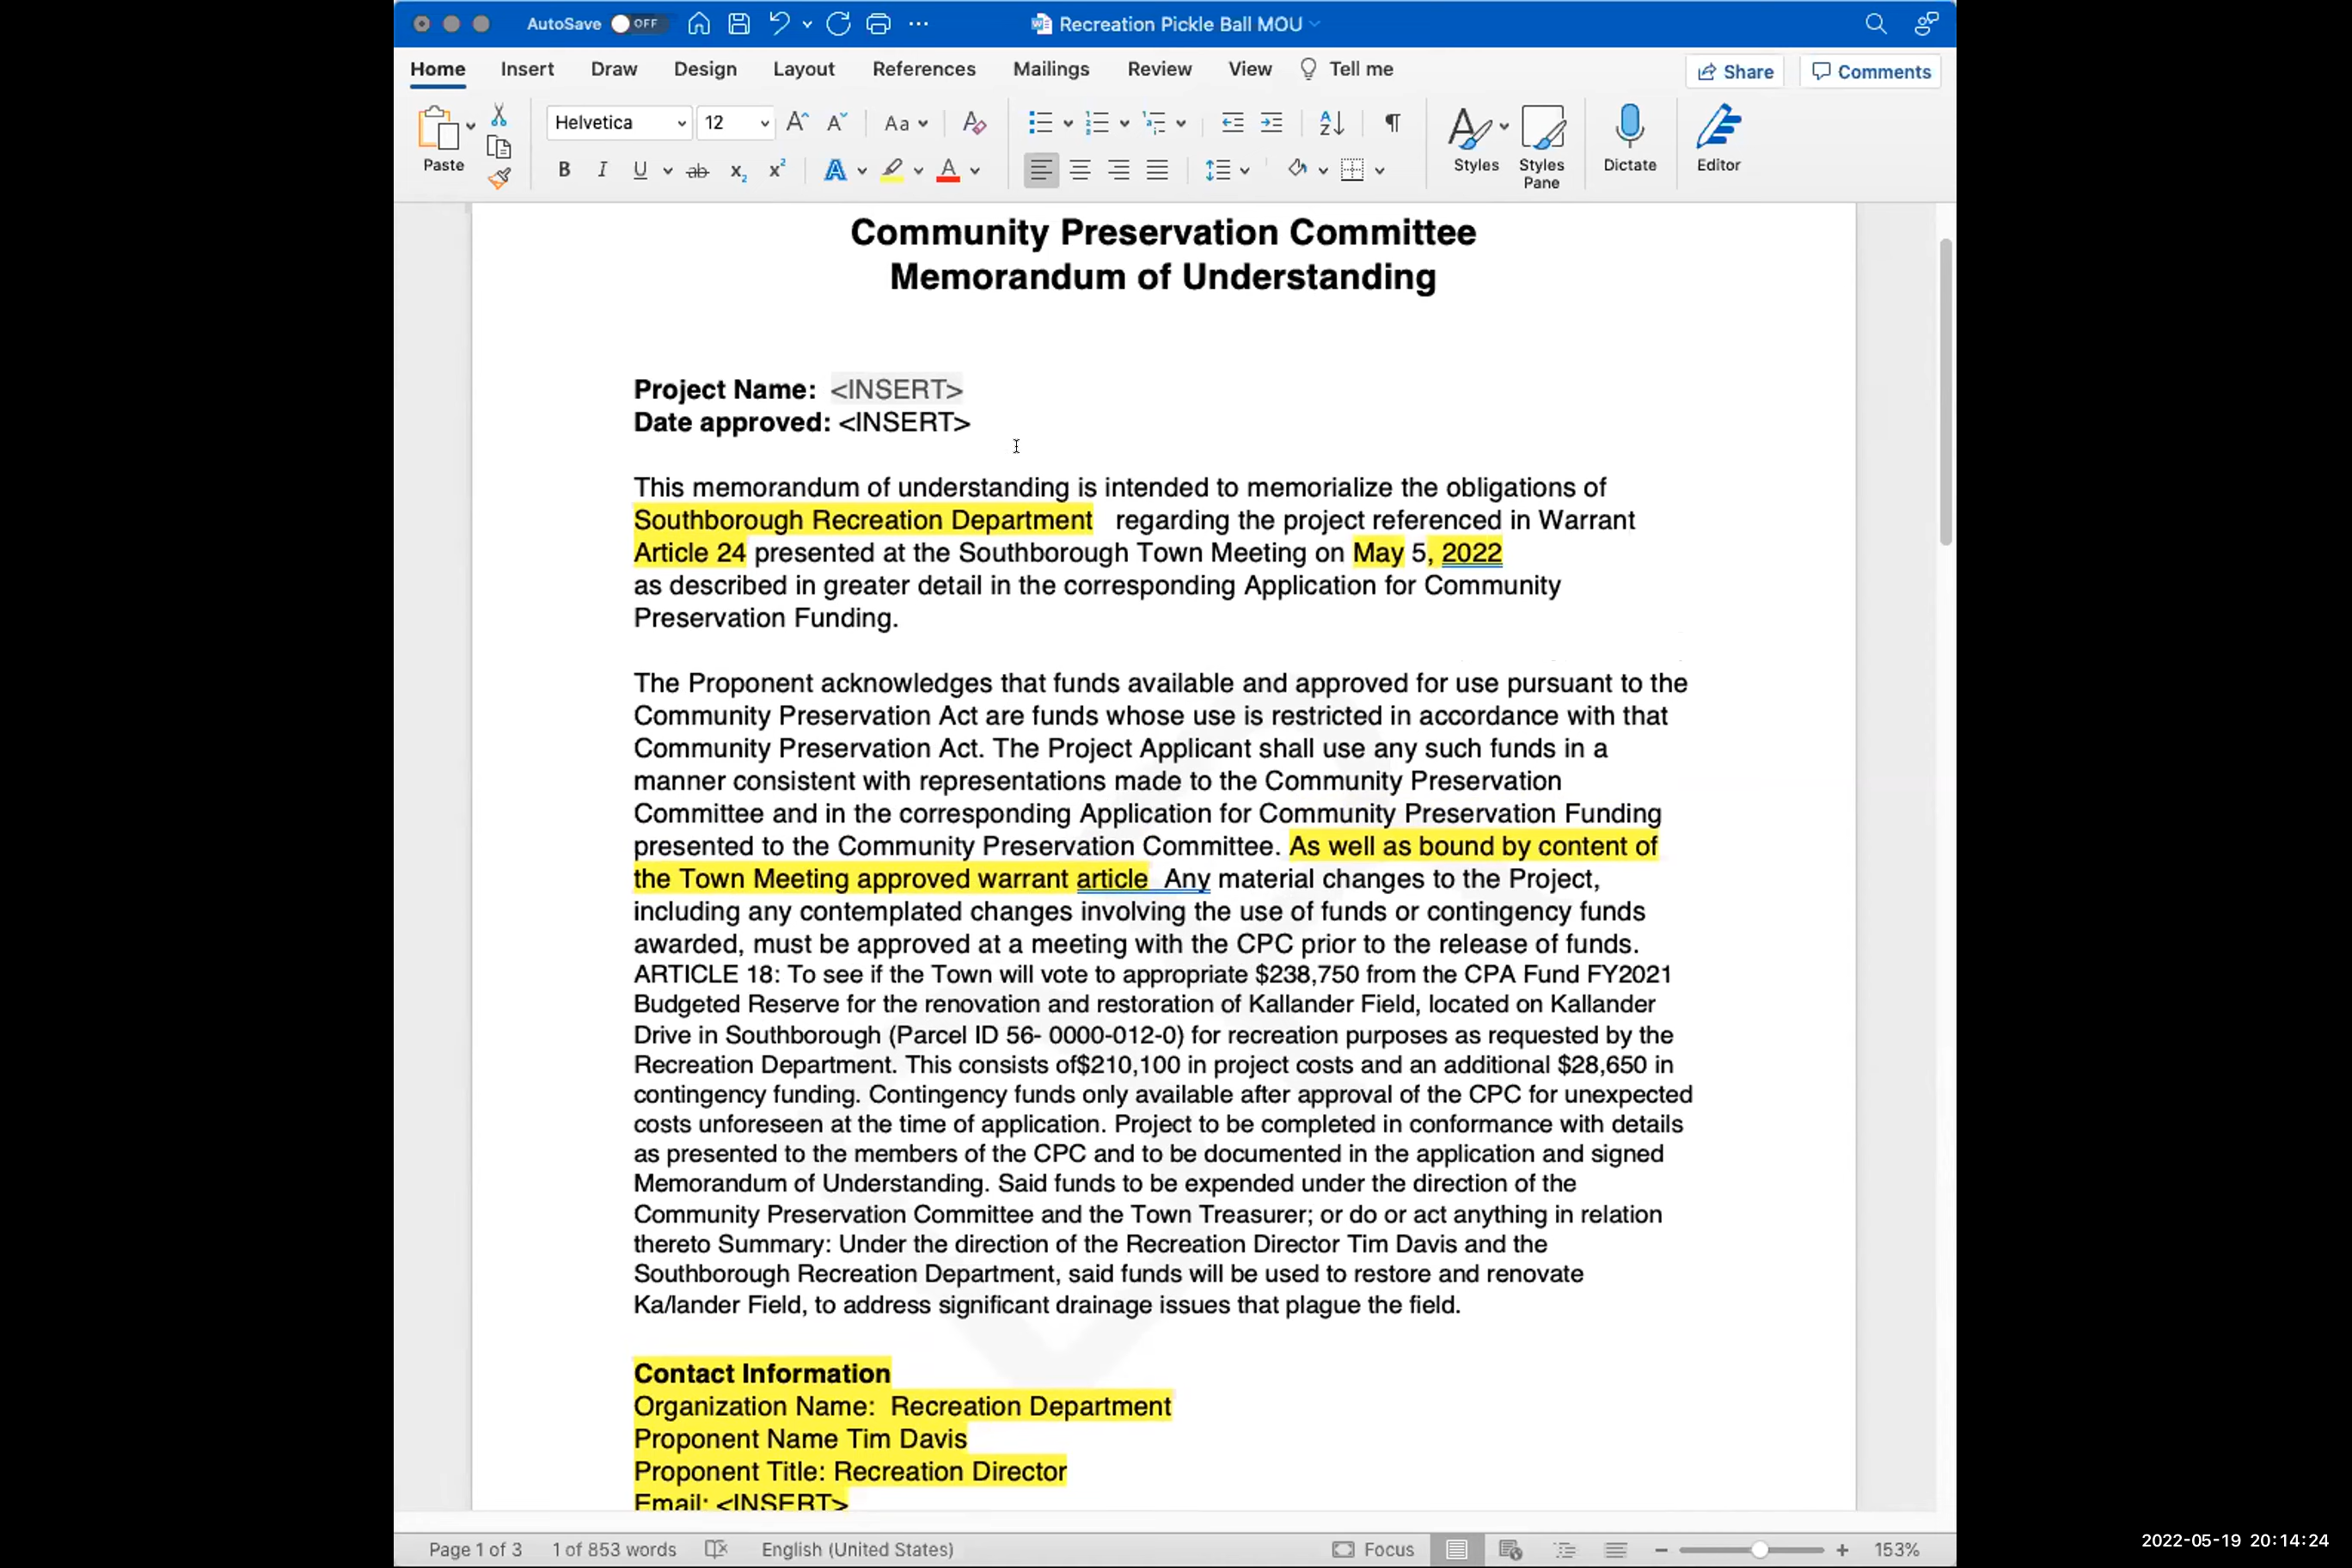 AutoSave OFF Recreation Pickle Ball MOU
Home Insert Draw Design Layout References Mailings Review View Tell me Share Comments
Paste Helvetica 12 Aa Styles Styles Pane Dictate Editor
Community Preservation Committee
Memorandum of Understanding
Project Name: <INSERT>
Date approved: <INSERT>
This memorandum of understanding is intended to memorialize the obligations of
Southborough Recreation Department regarding the project referenced in Warrant
Article 24 presented at the Southborough Town Meeting on May 5, 2022
as described in greater detail in the corresponding Application for Community
Preservation Funding.
The Proponent acknowledges that funds available and approved for use pursuant to the
Community Preservation Act are funds whose use is restricted in accordance with that
Community Preservation Act. The Project Applicant shall use any such funds in a
manner consistent with representations made to the Community Preservation
Committee and in the corresponding Application for Community Preservation Funding
presented to the Community Preservation Committee. As well as bound by content of
the Town Meeting approved warrant article Any material changes to the Project,
including any contemplated changes involving the use of funds or contingency funds
awarded, must be approved at a meeting with the CPC prior to the release of funds.
ARTICLE 18: To see if the Town will vote to appropriate $238,750 from the CPA Fund FY2021
Budgeted Reserve for the renovation and restoration of Kallander Field, located on Kallander
Drive in Southborough (Parcel ID 56- 0000-012-0) for recreation purposes as requested by the
Recreation Department. This consists of$210,100 in project costs and an additional $28,650 in
contingency funding. Contingency funds only available after approval of the CPC for unexpected
costs unforeseen at the time of application. Project to be completed in conformance with details
as presented to the members of the CPC and to be documented in the application and signed
Memorandum of Understanding. Said funds to be expended under the direction of the
Community Preservation Committee and the Town Treasurer; or do or act anything in relation
thereto Summary: Under the direction of the Recreation Director Tim Davis and the
Southborough Recreation Department, said funds will be used to restore and renovate
Ka/lander Field, to address significant drainage issues that plague the field.
Contact Information
Organization Name: Recreation Department
Proponent Name Tim Davis
Proponent Title: Recreation Director
Email: <INSERT>
Page 1 of 3 1 of 853 words English (United States) Focus 153%
2022-05-19 20:14:24